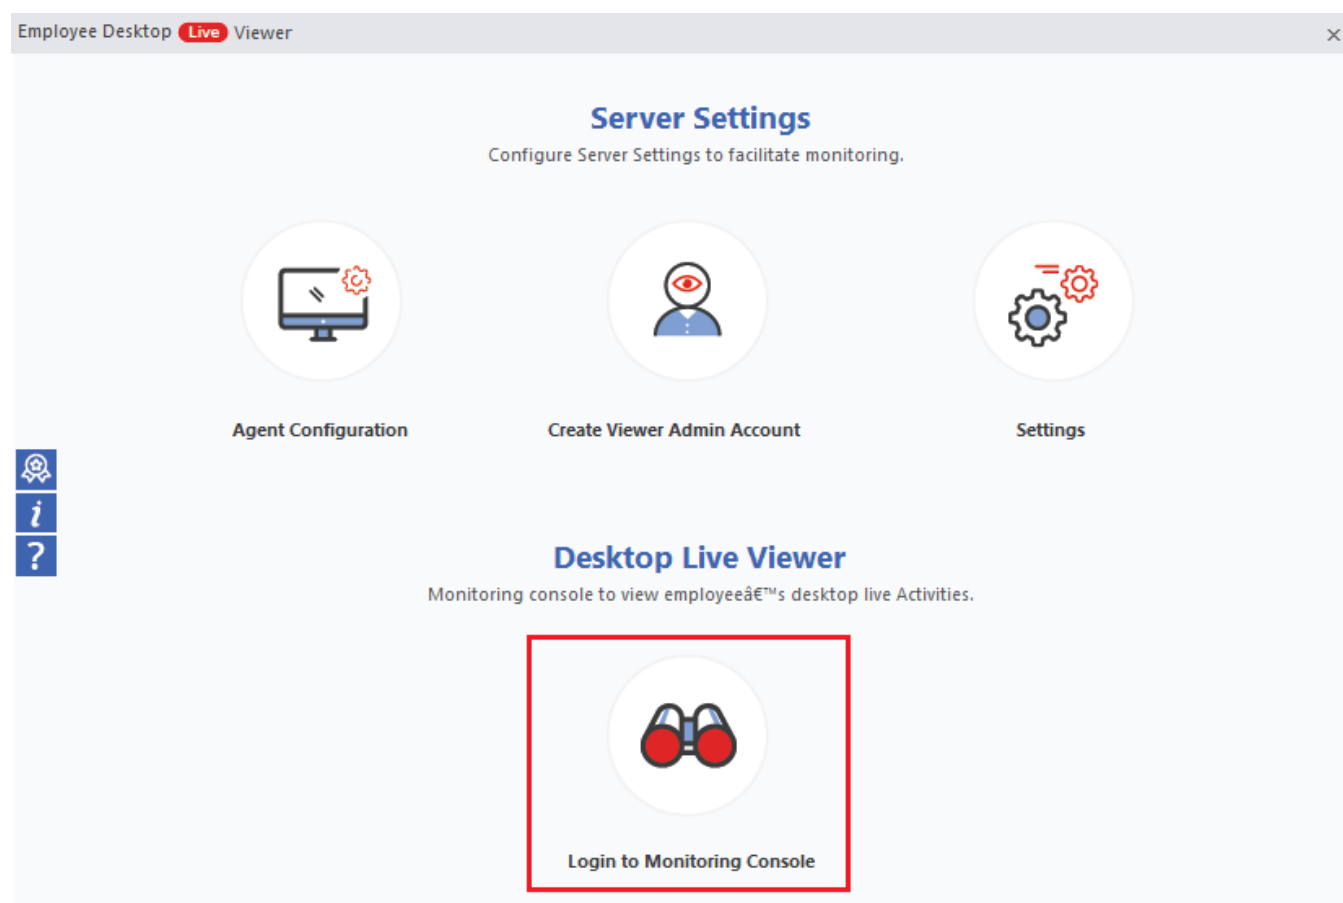 Employee Desktop Live Viewer
Server Settings
Configure Server Settings to facilitate monitoring.
Agent Configuration
Create Viewer Admin Account
Settings
i
?
Desktop Live Viewer
Monitoring console to view employeeâ€™s desktop live Activities.
Login to Monitoring Console